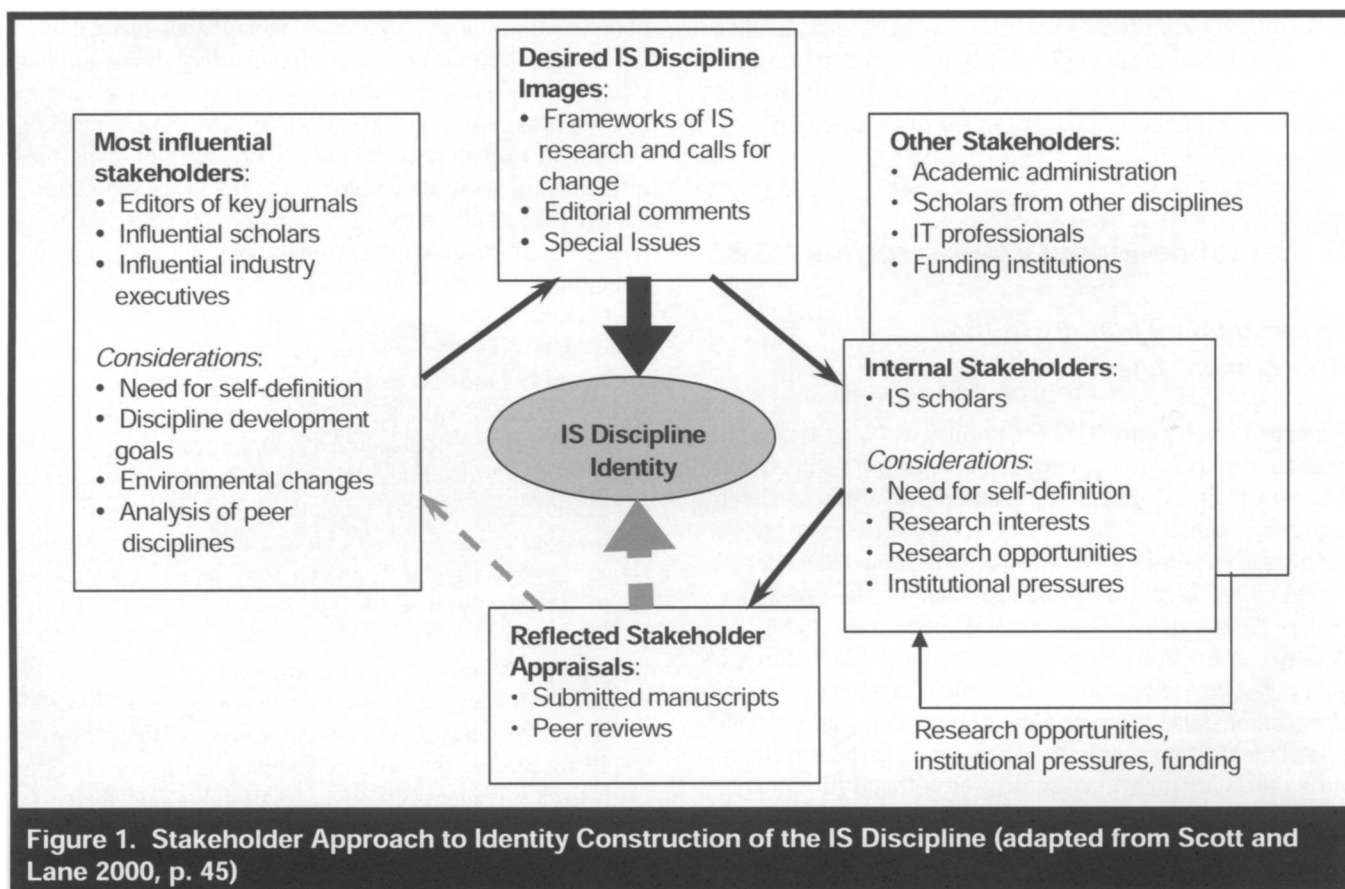 Desired IS Discipline
Images:
• Frameworks of IS
research and calls for
change
• Editorial comments
• Special Issues
Most influential
stakeholders:
• Editors of key journals
• Influential scholars
• Influential industry
executives
Considerations:
• Need for self-definition
• Discipline development
goals
• Environmental changes
• Analysis of peer
disciplines
Other Stakeholders:
• Academic administration
• Scholars from other disciplines
• IT professionals
• Funding institutions
Internal Stakeholders:
• IS scholars
Considerations:
• Need for self-definition
• Research interests
• Research opportunities
• Institutional pressures
IS Discipline
Identity
Reflected Stakeholder
Appraisals:
• Submitted manuscripts
• Peer reviews
Research opportunities,
institutional pressures, funding
Figure 1. Stakeholder Approach to Identity Construction of the IS Discipline (adapted from Scott and
Lane 2000, p. 45)